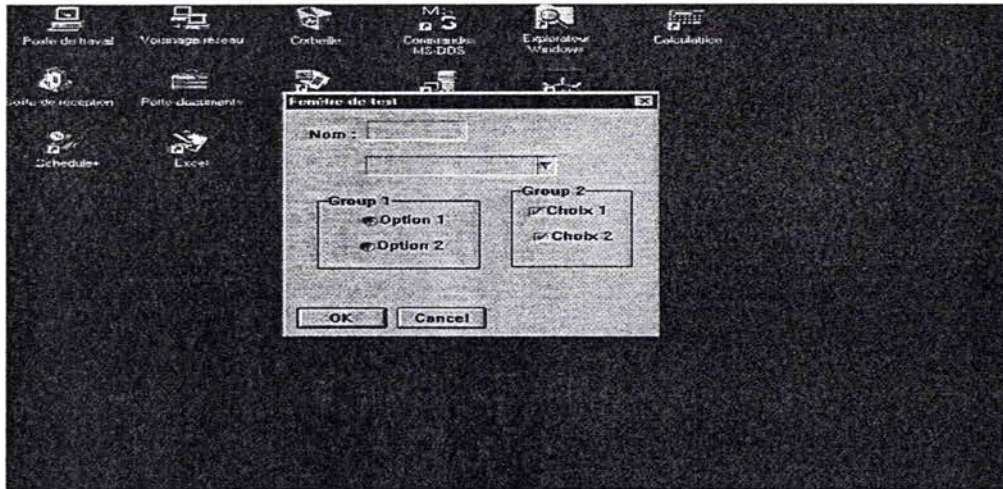 Poste de travail
Voisinage réseau
Corbeille
Commandes
MS-DOS
Explorateur
Windows
Calculatrice
Boîte de réception
Porte-documents
Schedule+
Excel
Fenêtre de test
Nom :
Group 1
Option 1
Option 2
Group 2
Choix 1
Choix 2
OK
Cancel